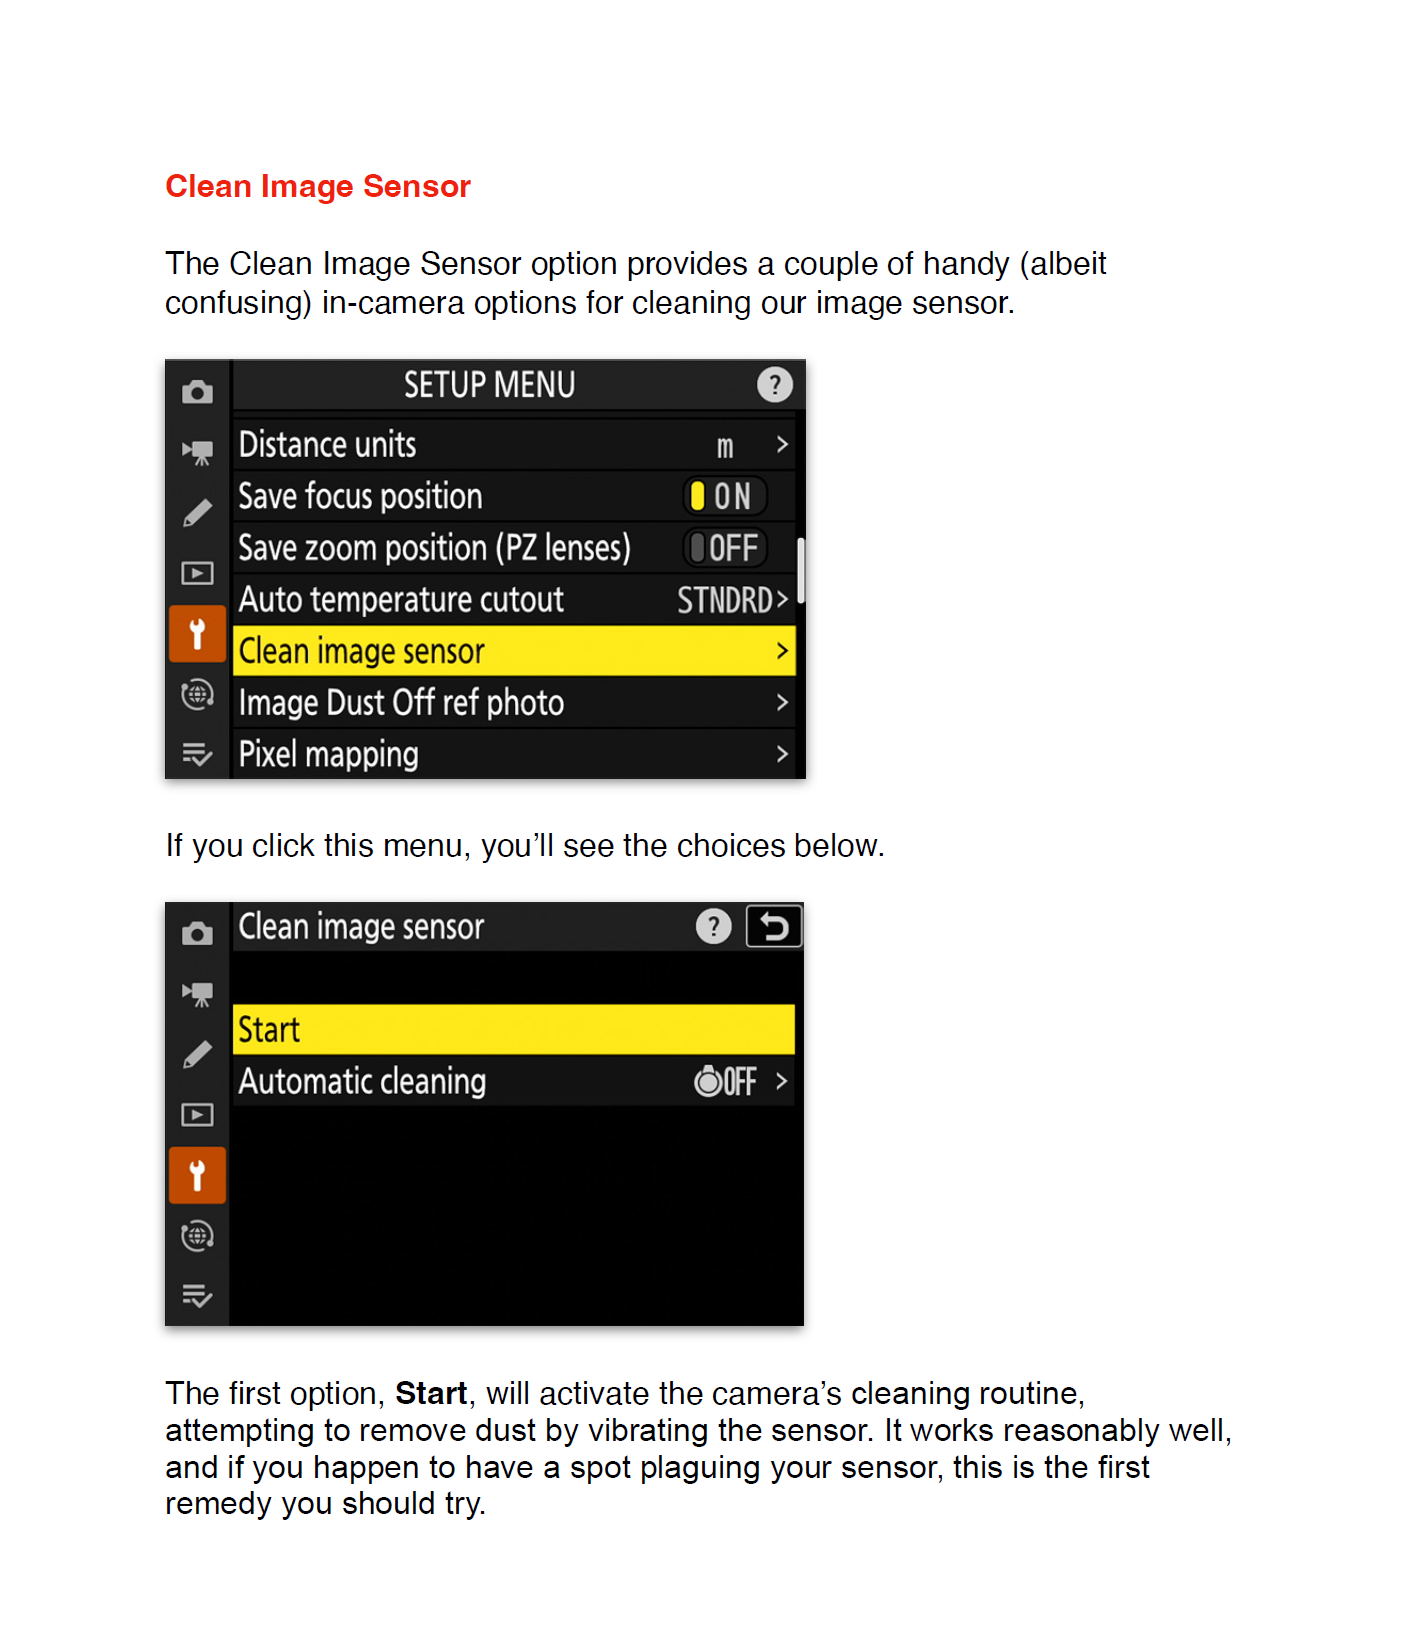 Clean Image Sensor
The Clean Image Sensor option provides a couple of handy (albeit
confusing) in-camera options for cleaning our image sensor.
SETUP MENU ?
Distance units m >
Save focus position ON
Save zoom position (PZ lenses) OFF
Auto temperature cutout STNDRD >
Clean image sensor >
Image Dust Off ref photo >
Pixel mapping >
If you click this menu, you’ll see the choices below.
Clean image sensor ?
Start
Automatic cleaning OFF >
The first option, Start, will activate the camera’s cleaning routine,
attempting to remove dust by vibrating the sensor. It works reasonably well,
and if you happen to have a spot plaguing your sensor, this is the first
remedy you should try.